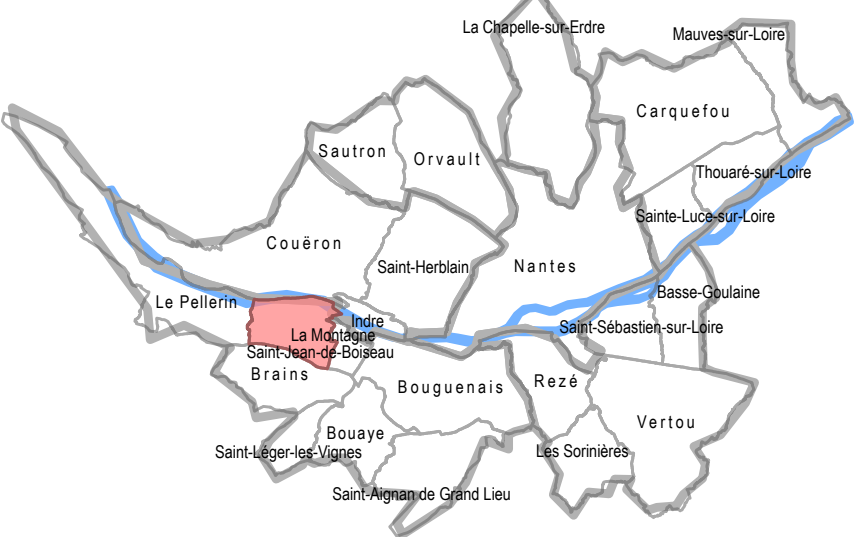 La Chapelle-sur-Erdre
Mauves-sur-Loire
Carquefou
Sautron
Orvault
Thouaré-sur-Loire
Sainte-Luce-sur-Loire
Couëron
Saint-Herblain
Nantes
Basse-Goulaine
Le Pellerin
Indre
Saint-Sébastien-sur-Loire
La Montagne
Saint-Jean-de-Boiseau
Brains
Bouguenais
Rezé
Vertou
Bouaye
Saint-Léger-les-Vignes
Les Sorinières
Saint-Aignan de Grand Lieu